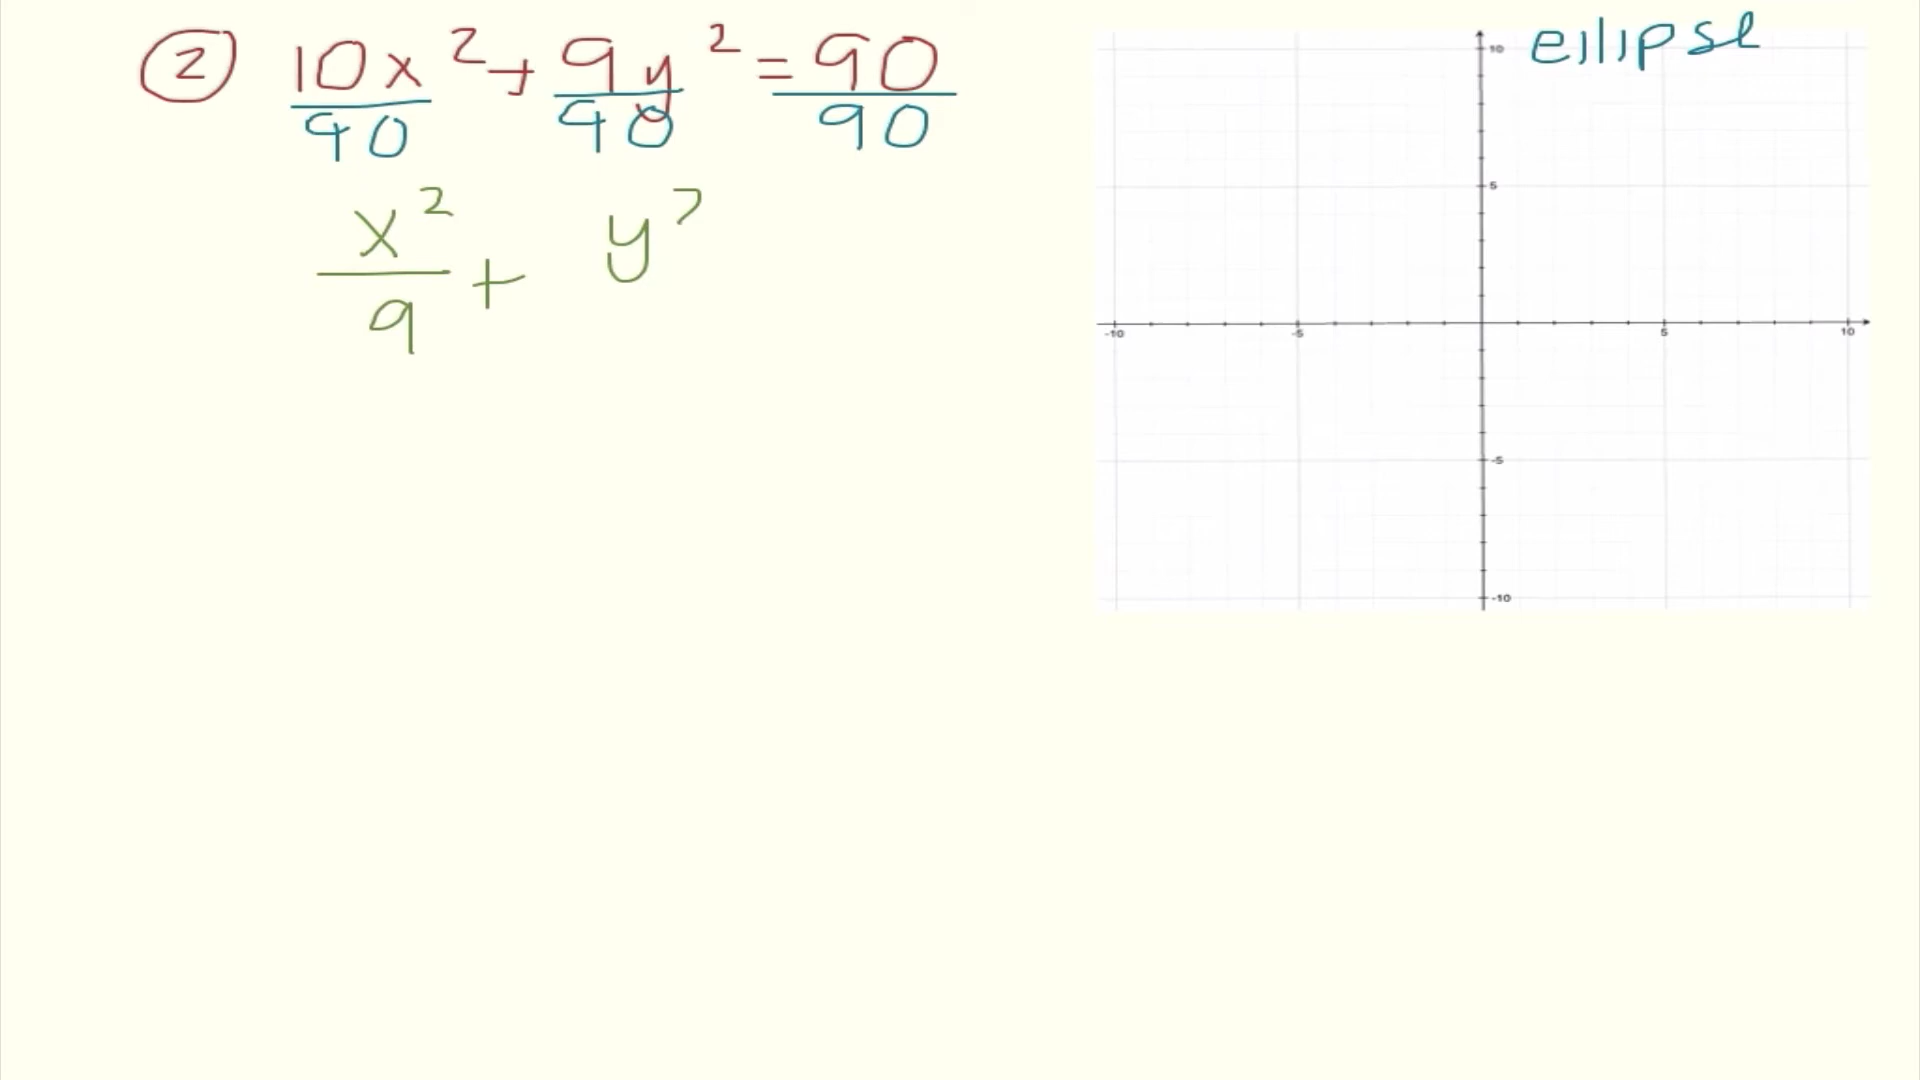 ② 10x² + 9y² = 90
90 90 90
x² + y²
9
ellipse
10
5
-10 -5 5 10
-5
-10